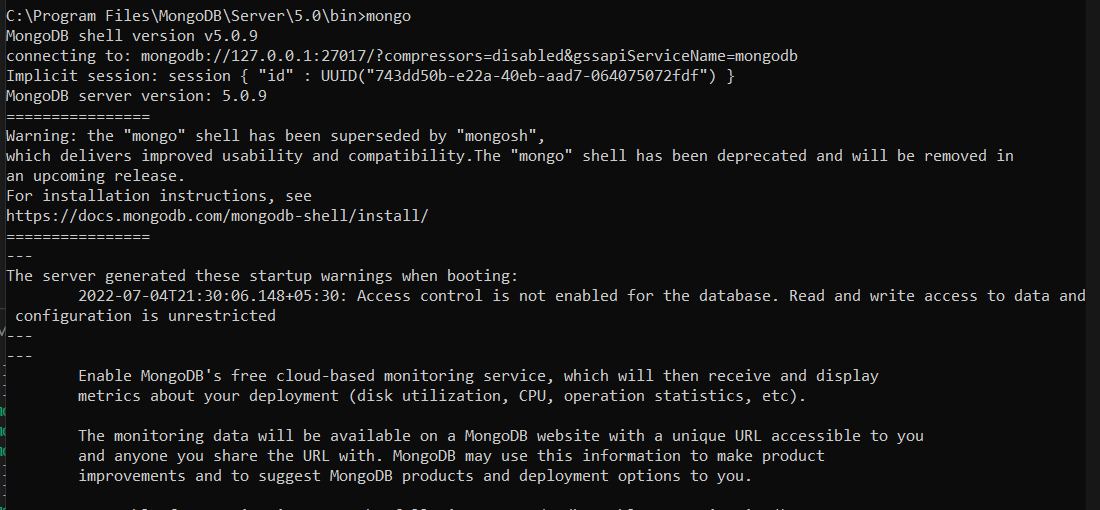 C:\Program Files\MongoDB\Server\5.0\bin>mongo
MongoDB shell version v5.0.9
connecting to: mongodb://127.0.0.1:27017/?compressors=disabled&gssapiServiceName=mongodb
Implicit session: session { "id" : UUID("743dd50b-e22a-40eb-aad7-064075072fdf") }
MongoDB server version: 5.0.9
================
Warning: the "mongo" shell has been superseded by "mongosh",
which delivers improved usability and compatibility.The "mongo" shell has been deprecated and will be removed in
an upcoming release.
For installation instructions, see
https://docs.mongodb.com/mongodb-shell/install/
================
---
The server generated these startup warnings when booting:
        2022-07-04T21:30:06.148+05:30: Access control is not enabled for the database. Read and write access to data and
 configuration is unrestricted
---
---
        Enable MongoDB's free cloud-based monitoring service, which will then receive and display
        metrics about your deployment (disk utilization, CPU, operation statistics, etc).

        The monitoring data will be available on a MongoDB website with a unique URL accessible to you
        and anyone you share the URL with. MongoDB may use this information to make product
        improvements and to suggest MongoDB products and deployment options to you.